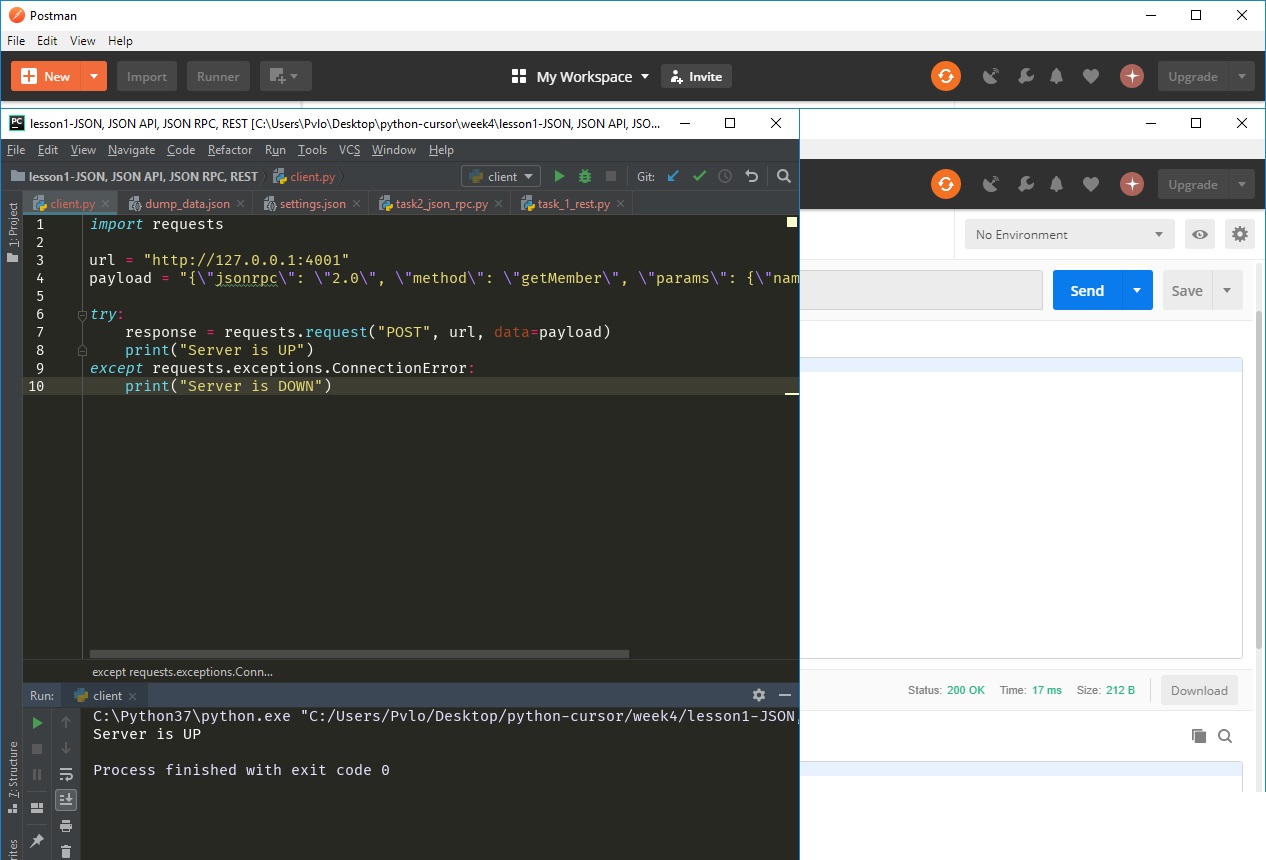 Postman
File Edit View Help
New Import Runner My Workspace Invite Upgrade
lesson1-JSON, JSON API, JSON RPC, REST [C:\Users\Pvlo\Desktop\python-cursor\week4\lesson1-JSON, JSON API, JSO...
File Edit View Navigate Code Refactor Run Tools VCS Window Help
lesson1-JSON, JSON API, JSON RPC, REST client.py client Git:
Upgrade
client.py dump_data.json settings.json task2_json_rpc.py task_1_rest.py
1: Project
No Environment
Send Save
1 import requests
2
3 url = "http://127.0.0.1:4001"
4 payload = "{\"jsonrpc\": \"2.0\", \"method\": \"getMember\", \"params\": {\"nam
5
6 try:
7 response = requests.request("POST", url, data=payload)
8 print("Server is UP")
9 except requests.exceptions.ConnectionError:
10 print("Server is DOWN")
except requests.exceptions.Conn...
Run: client
Status: 200 OK Time: 17 ms Size: 212 B Download
C:\Python37\python.exe "C:/Users/Pvlo/Desktop/python-cursor/week4/lesson1-JSON,
Server is UP
Process finished with exit code 0
7: Structure
rites